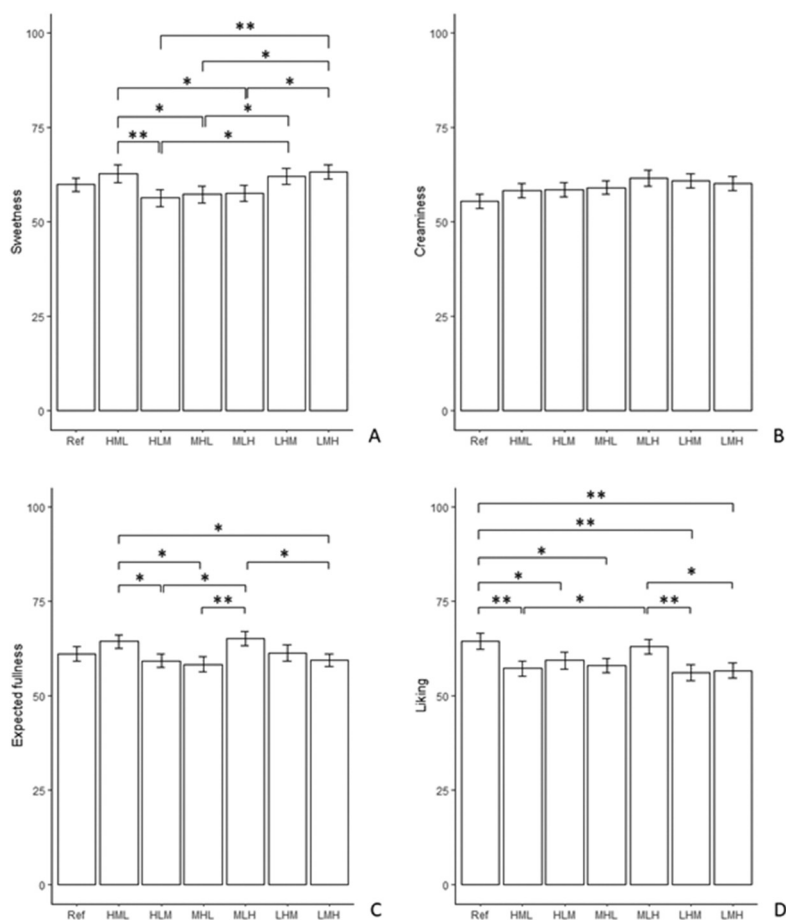 100
75
50
25
0
Sweetness
** 
*
* *
* *
** *
Ref HML HLM MHL MLH LHM LMH
A
100
75
50
25
0
Creaminess
Ref HML HLM MHL MLH LHM LMH
B
100
75
50
25
0
Expected fullness
*
* *
* *
**
Ref HML HLM MHL MLH LHM LMH
C
100
75
50
25
0
Liking
**
**
*
* *
** * **
Ref HML HLM MHL MLH LHM LMH
D